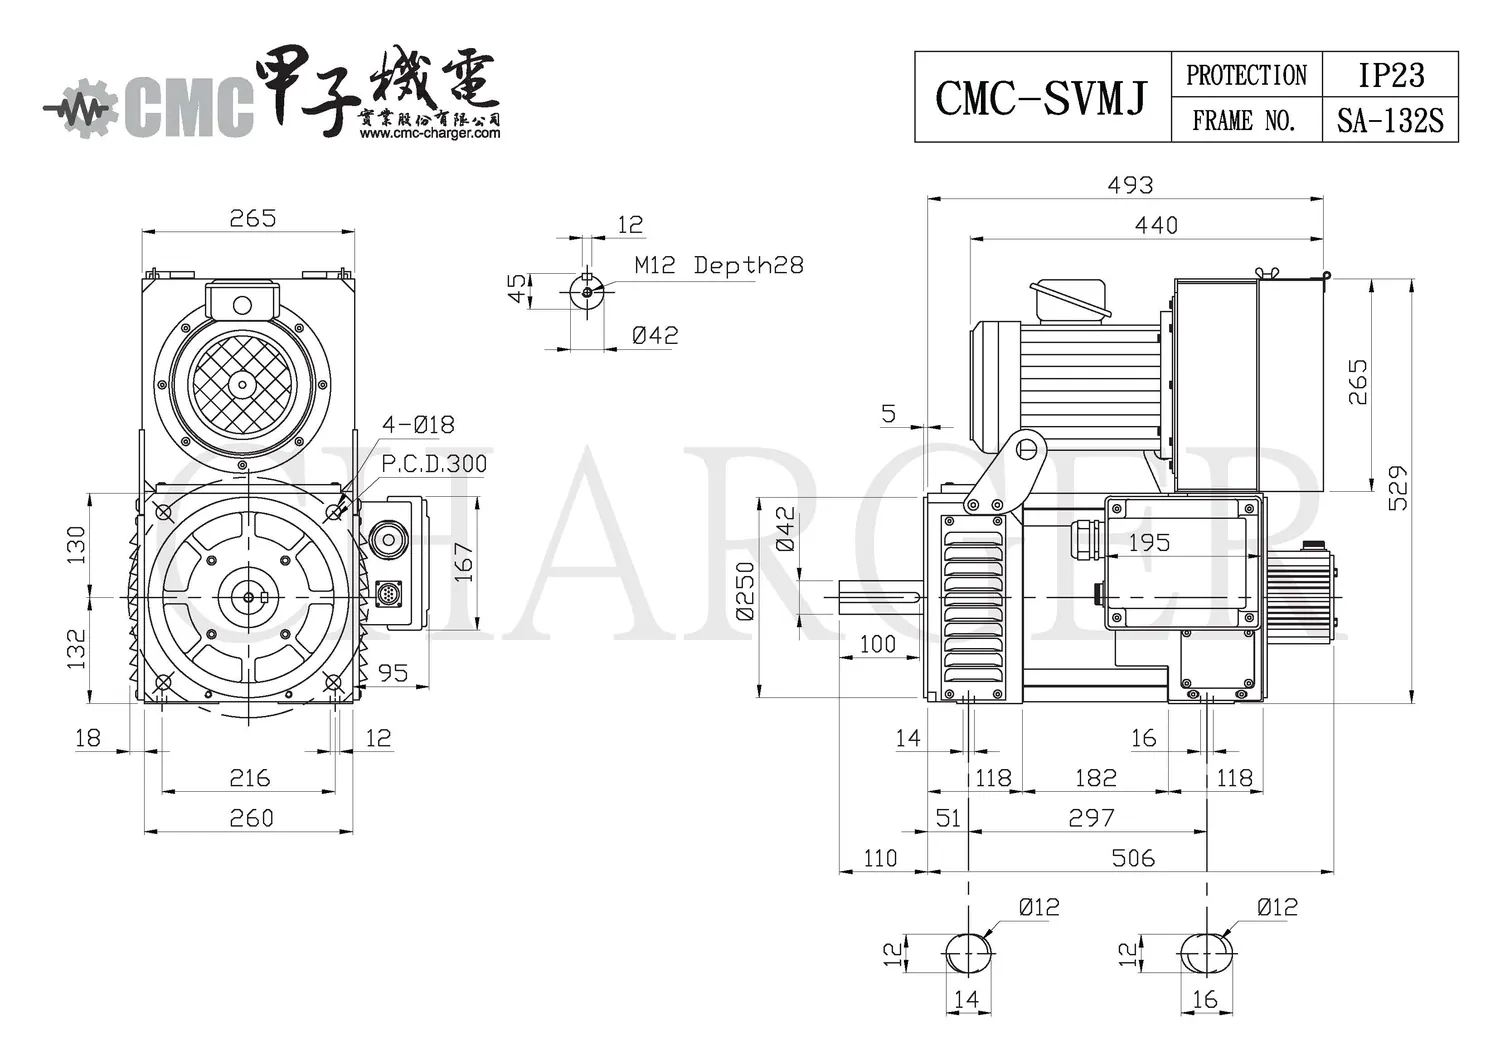 CMC 甲子機電
實業股份有限公司
www.cmc-charger.com
CMC-SVMJ
PROTECTION IP23
FRAME NO. SA-132S
CHARGER
265
12
M12 Depth28
45
Ø42
4-Ø18
P.C.D.300
130
132
167
95
18
12
216
260
493
440
5
265
529
Ø42
Ø250
195
100
14
16
118
182
118
51
297
110
506
Ø12
12
14
Ø12
12
16